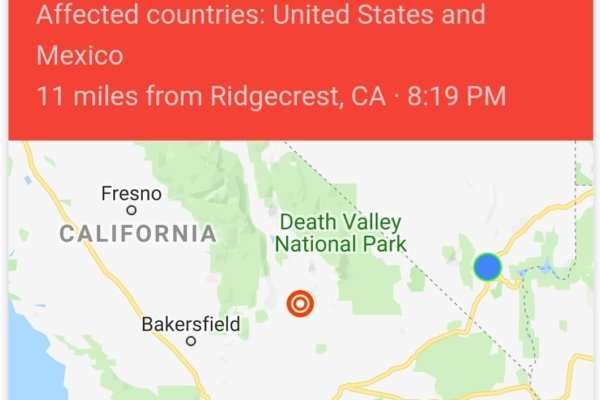 Affected countries: United States and
Mexico
11 miles from Ridgecrest, CA · 8:19 PM
Fresno
CALIFORNIA
Death Valley
National Park
Bakersfield